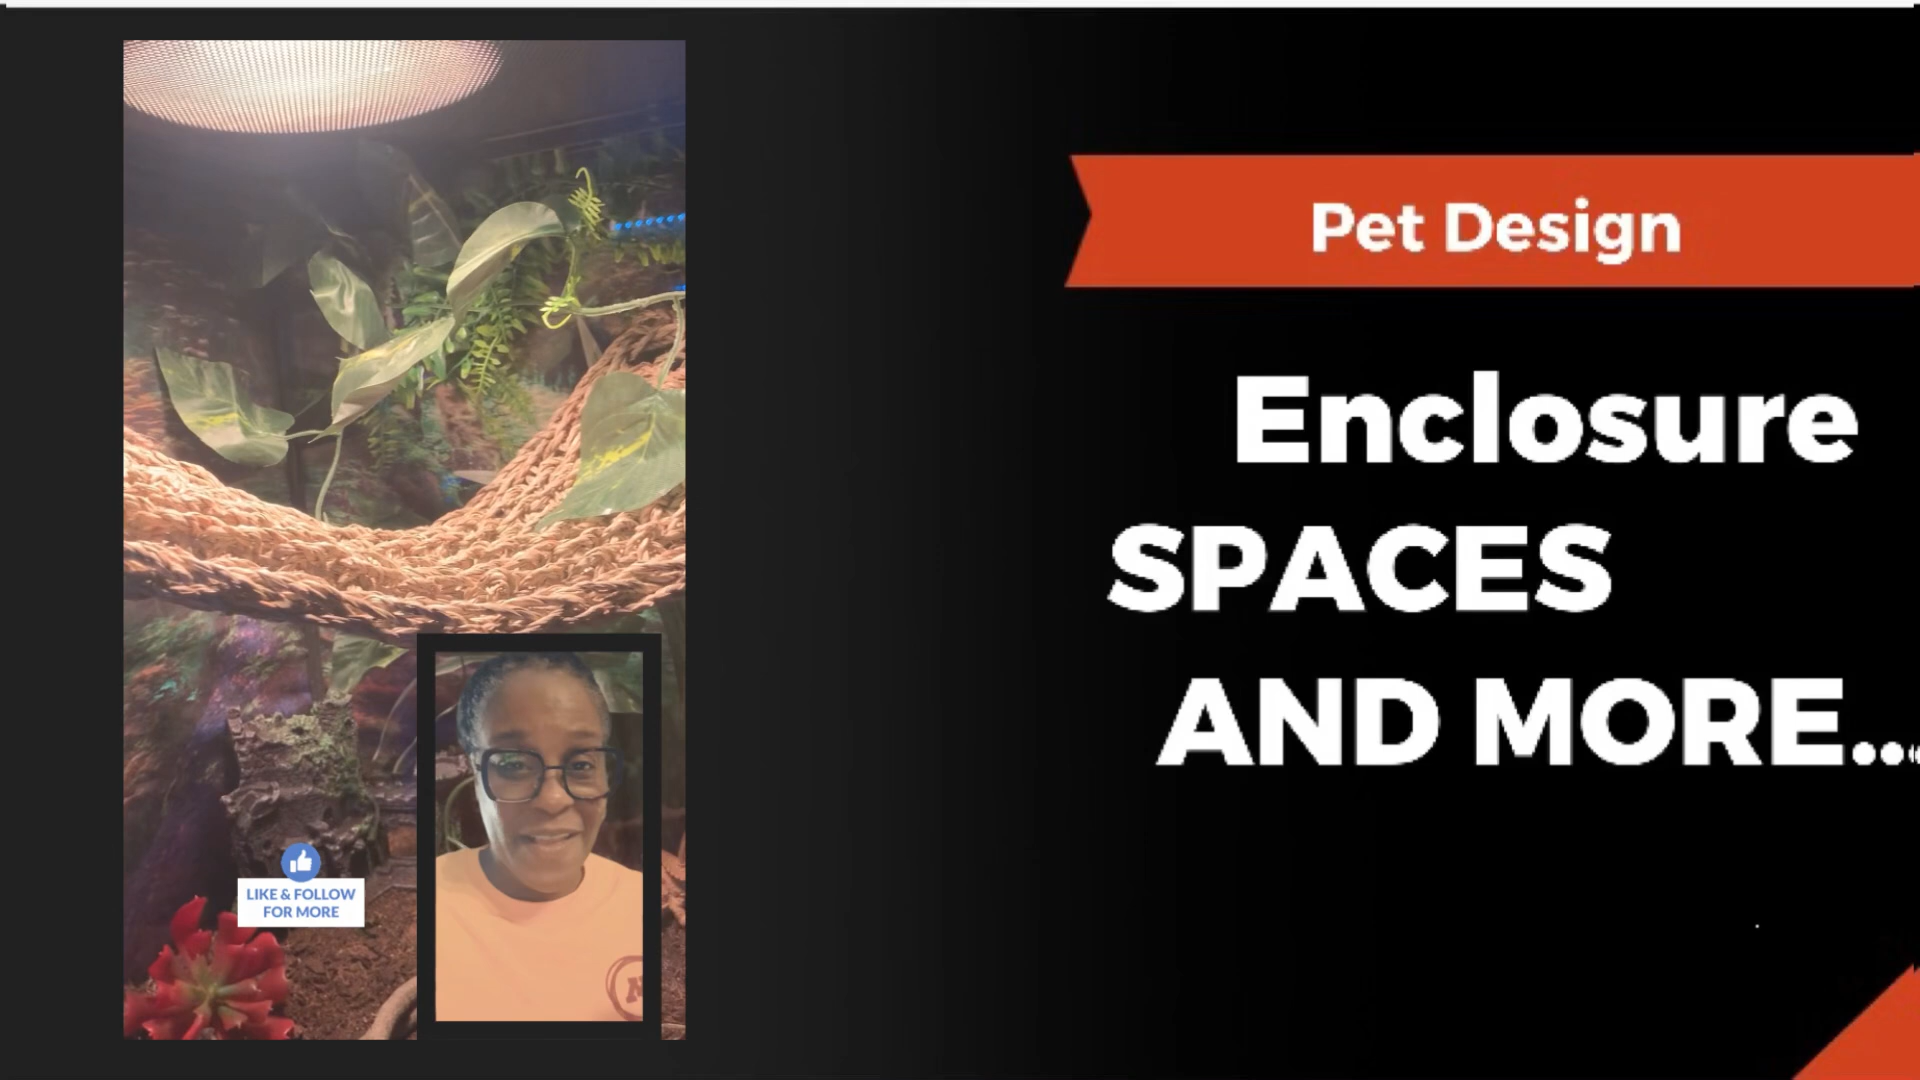 Pet Design
Enclosure
SPACES
AND MORE...
LIKE & FOLLOW
FOR MORE